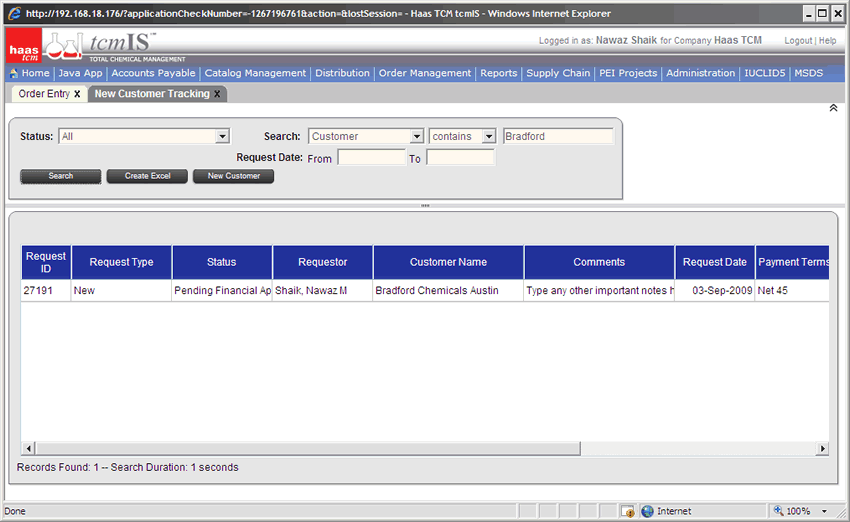 http://192.168.18.176/?applicationCheckNumber=-1267196761&action=&lostSession= - Haas TCM tcmIS - Windows Internet Explorer
haas tcm
tcmIS™
TOTAL CHEMICAL MANAGEMENT
Logged in as: Nawaz Shaik for Company Haas TCM Logout | Help
Home | Java App | Accounts Payable | Catalog Management | Distribution | Order Management | Reports | Supply Chain | PEI Projects | Administration | IUCLID5 | MSDS
Order Entry x New Customer Tracking x
Status: All Search: Customer contains Bradford
Request Date: From To
Search Create Excel New Customer
Request ID Request Type Status Requestor Customer Name Comments Request Date Payment Terms
27191 New Pending Financial Ap Shaik, Nawaz M Bradford Chemicals Austin Type any other important notes h 03-Sep-2009 Net 45
Records Found: 1 -- Search Duration: 1 seconds
Done Internet 100%